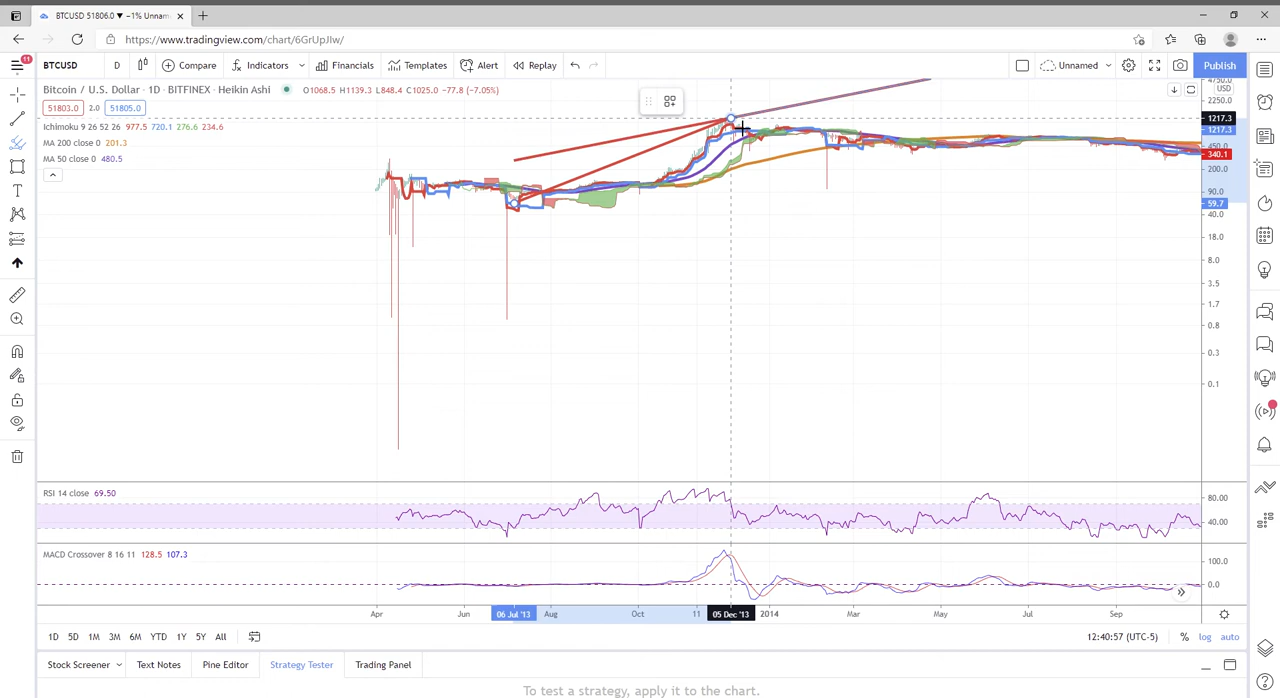 BTCUSD 51806.0 ▼ −1% Unnam
https://www.tradingview.com/chart/6GrUpJIw/
11
BTCUSD D Compare Indicators Financials Templates Alert Replay Unnamed Publish
Bitcoin / U.S. Dollar · 1D · BITFINEX · Heikin Ashi O1068.5 H1139.3 L848.4 C1025.0 −77.8 (−7.05%)
51803.0 2.0 51805.0
Ichimoku 9 26 52 26 977.5 720.1 276.6 234.6
MA 200 close 0 201.3
MA 50 close 0 480.5
USD
2250.0
1217.3
1217.3
340.1
200.0
90.0
59.7
40.0
18.0
8.0
3.5
1.7
0.8
0.3
0.1
RSI 14 close 69.50
80.00
40.00
MACD Crossover 8 16 11 128.5 107.3
100.0
0.0
Apr Jun 06 Jul '13 Aug Oct 11 05 Dec '13 2014 Mar May Jul Sep
1D 5D 1M 3M 6M YTD 1Y 5Y All 12:40:57 (UTC-5) % log auto
Stock Screener Text Notes Pine Editor Strategy Tester Trading Panel
To test a strategy, apply it to the chart.